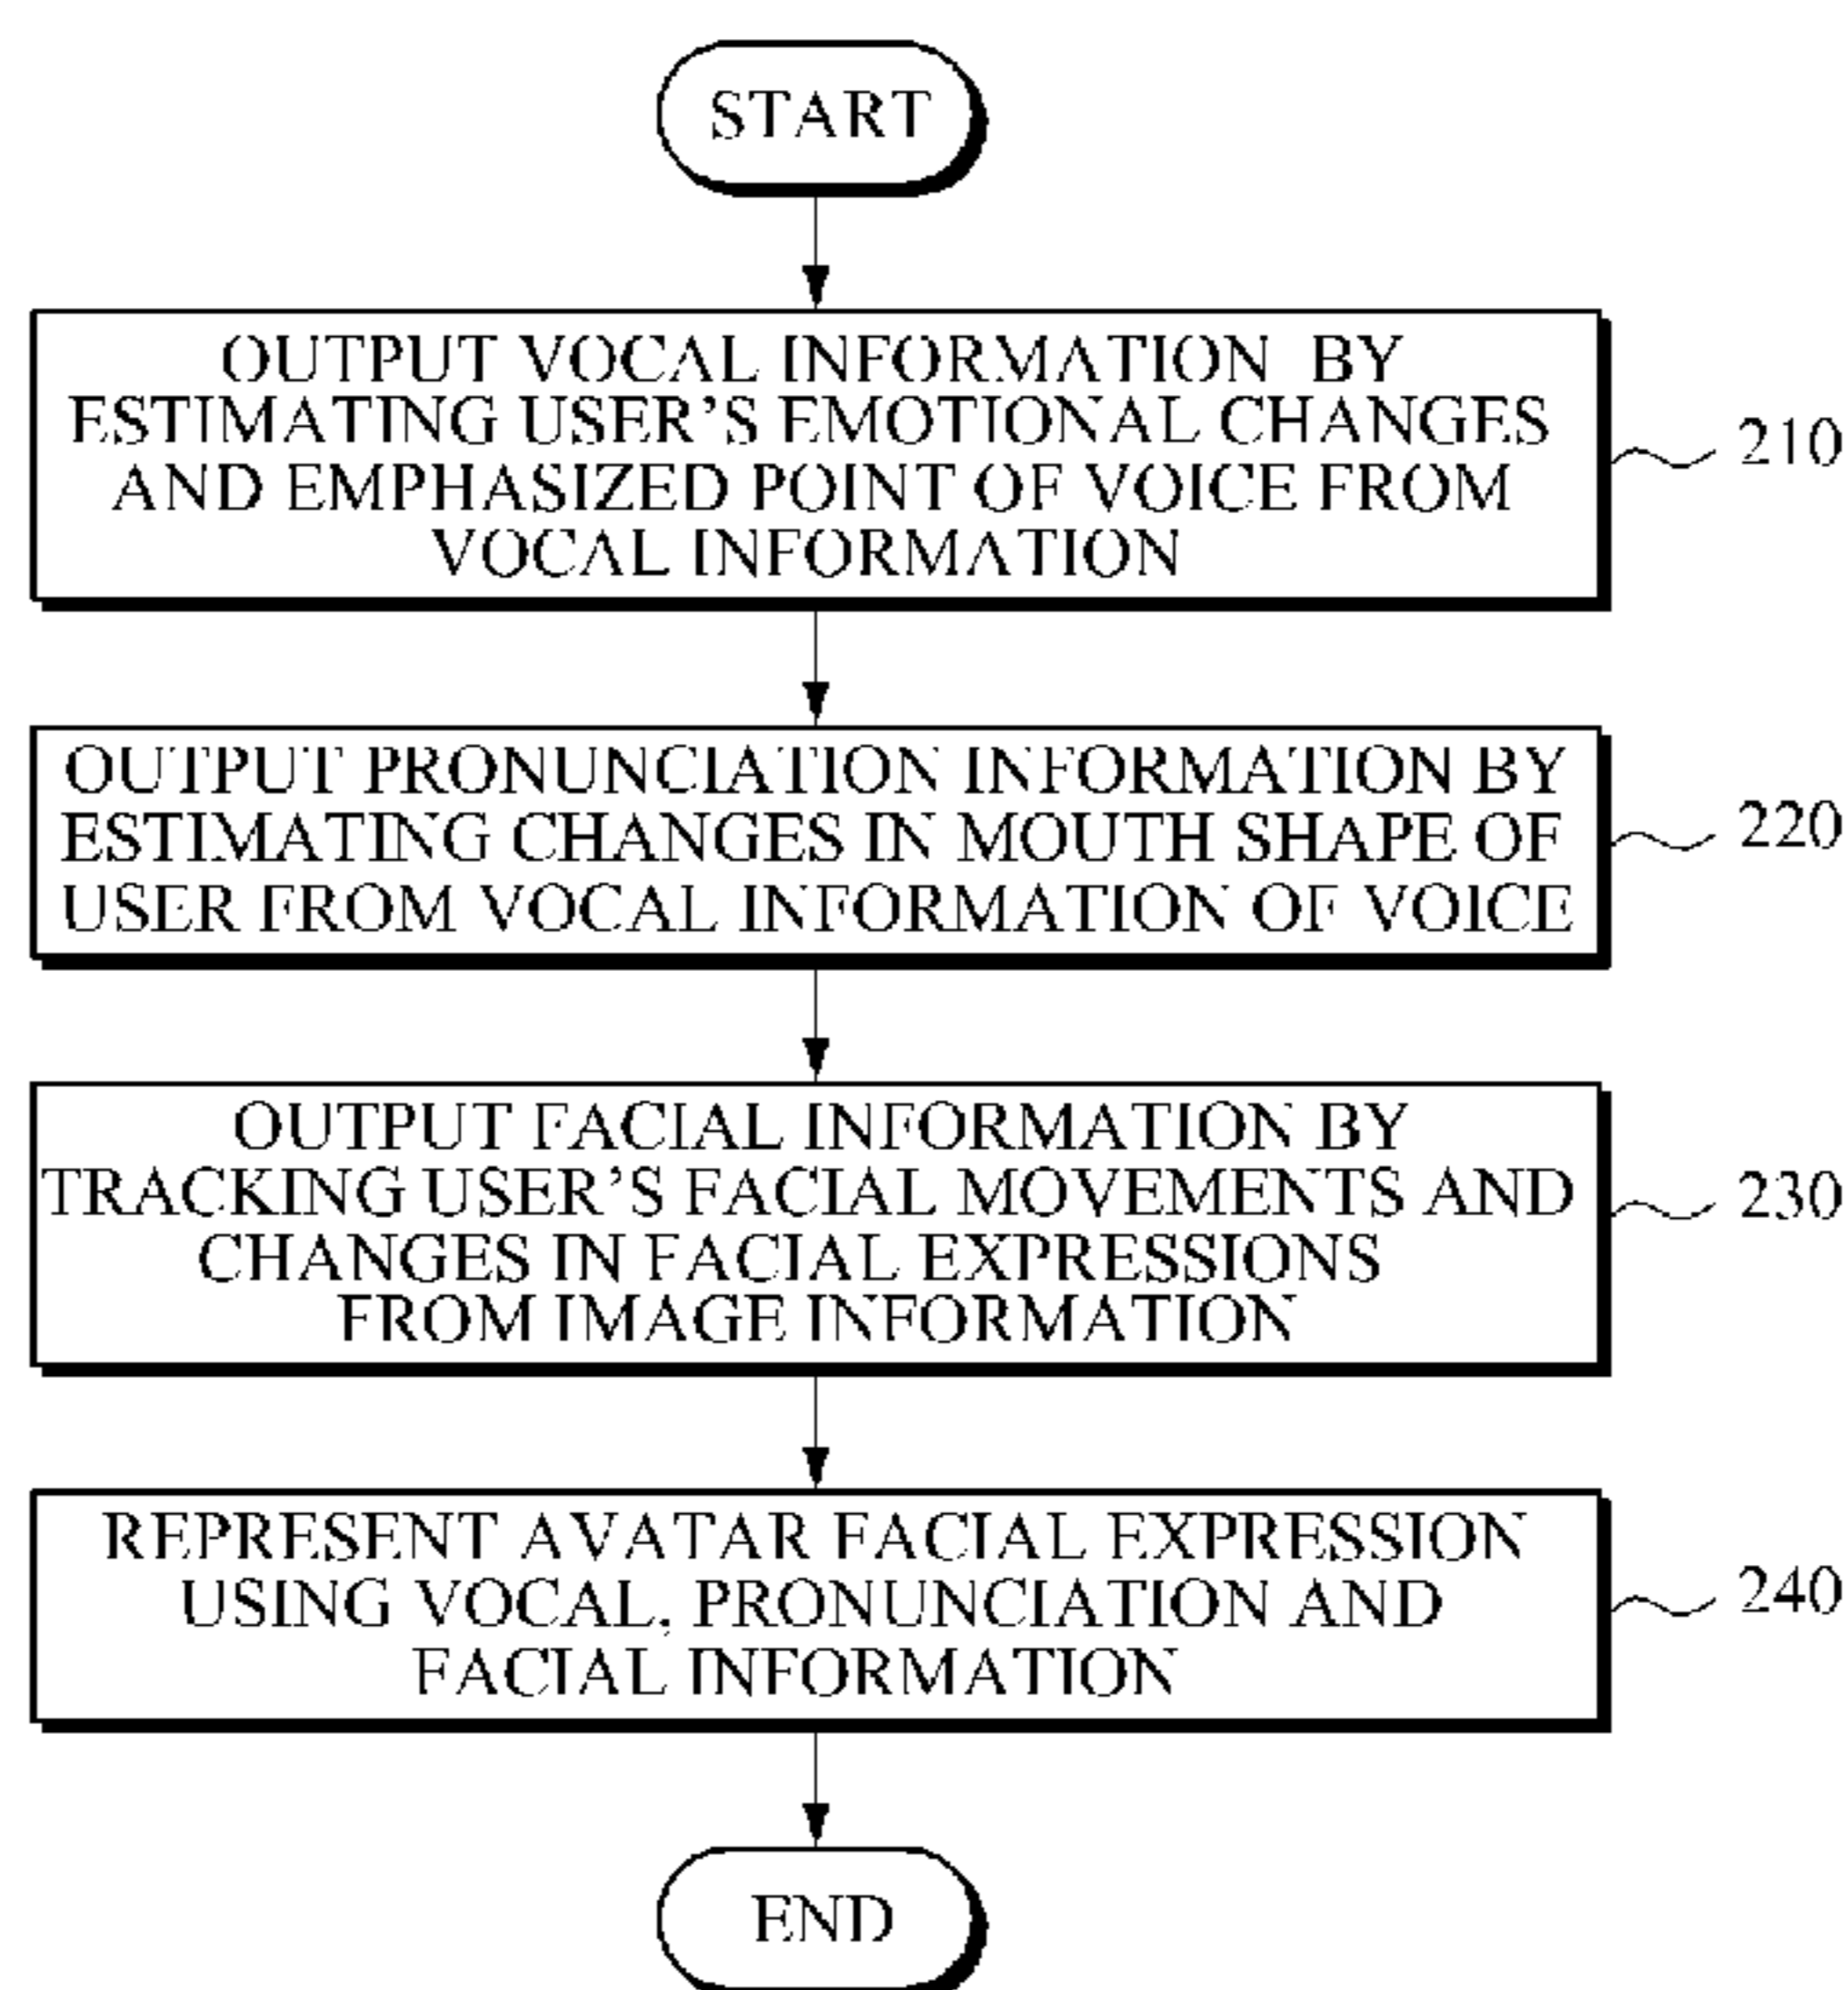 START
OUTPUT VOCAL INFORMATION BY
ESTIMATING USER'S EMOTIONAL CHANGES
AND EMPHASIZED POINT OF VOICE FROM
VOCAL INFORMATION
210
OUTPUT PRONUNCIATION INFORMATION BY
ESTIMATING CHANGES IN MOUTH SHAPE OF
USER FROM VOCAL INFORMATION OF VOICE
220
OUTPUT FACIAL INFORMATION BY
TRACKING USER'S FACIAL MOVEMENTS AND
CHANGES IN FACIAL EXPRESSIONS
FROM IMAGE INFORMATION
230
REPRESENT AVATAR FACIAL EXPRESSION
USING VOCAL, PRONUNCIATION AND
FACIAL INFORMATION
240
END